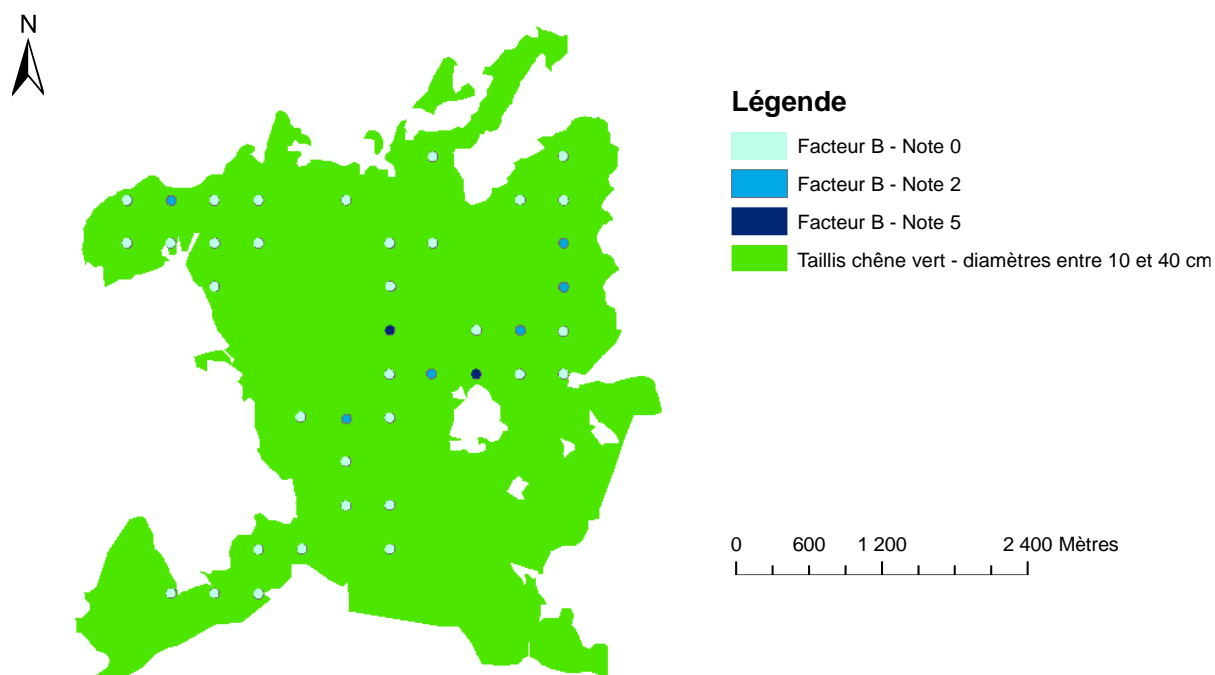 N
Légende
Facteur B - Note 0
Facteur B - Note 2
Facteur B - Note 5
Taillis chêne vert - diamètres entre 10 et 40 cm
0 600 1 200 2 400 Mètres